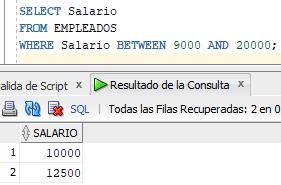 SELECT Salario
FROM EMPLEADOS
WHERE Salario BETWEEN 9000 AND 20000;
alida de Script × Resultado de la Consulta ×
SQL | Todas las Filas Recuperadas: 2 en 0
SALARIO
1 10000
2 12500